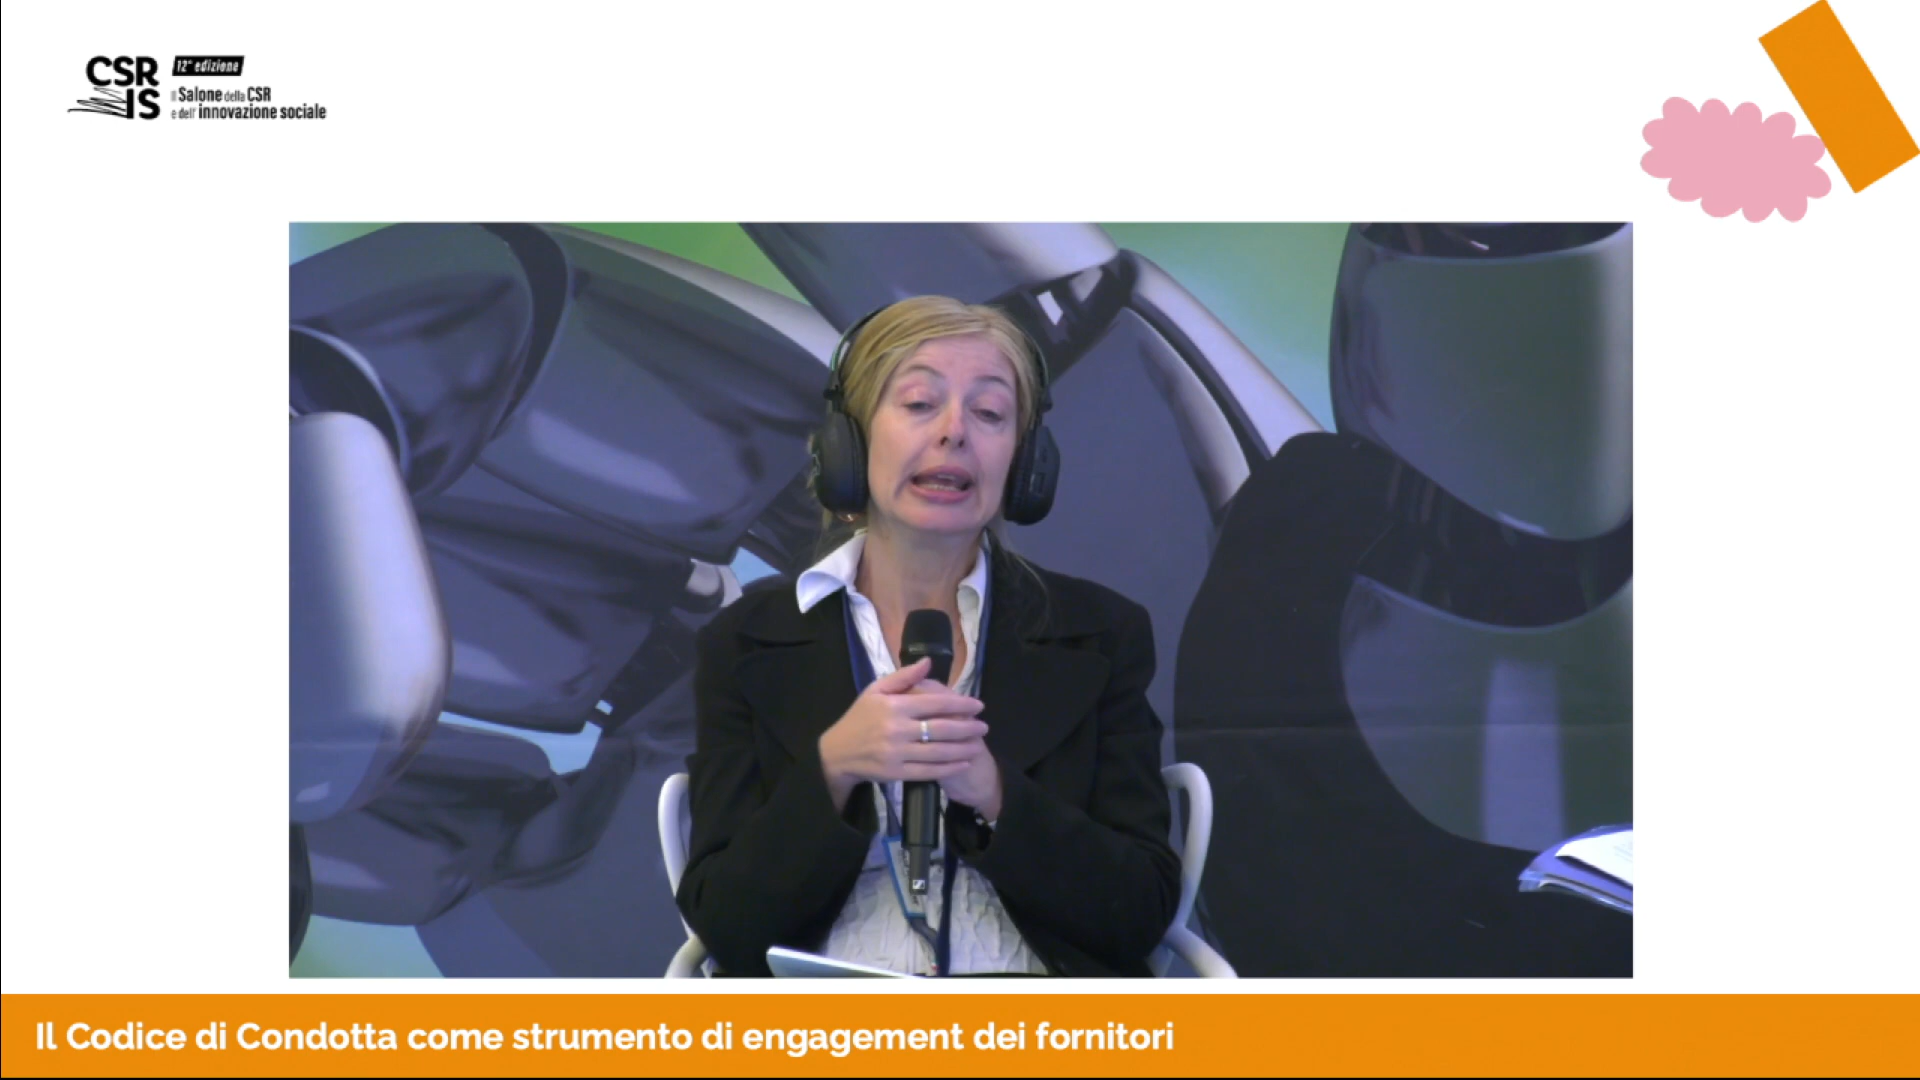 CSR
IS
12° edizione
Il Salone della CSR
e dell'innovazione sociale
Il Codice di Condotta come strumento di engagement dei fornitori